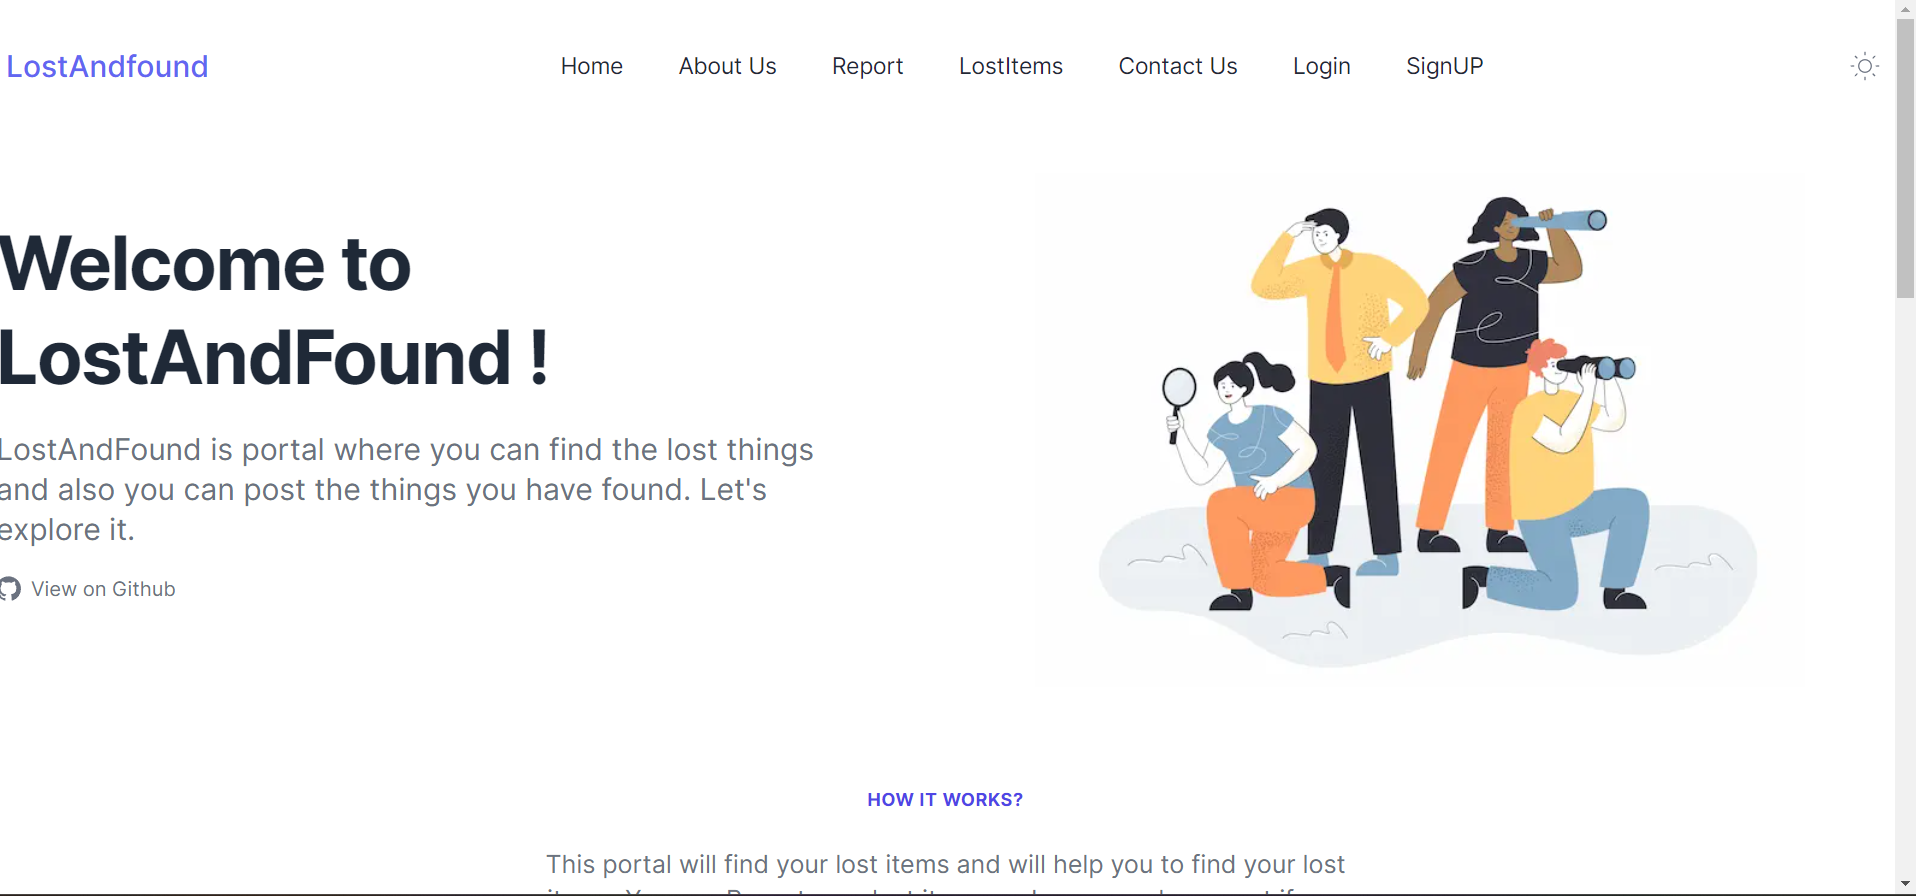 LostAndfound
Home About Us Report LostItems Contact Us Login SignUP
Welcome to
LostAndFound !
LostAndFound is portal where you can find the lost things
and also you can post the things you have found. Let's
explore it.
View on Github
HOW IT WORKS?
This portal will find your lost items and will help you to find your lost